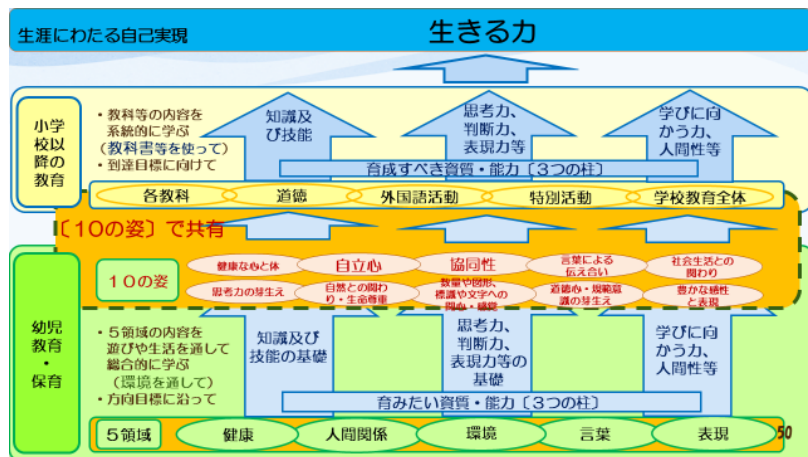 生涯にわたる自己実現
生きる力
小学
校以
降の
教育
・教科等の内容を
系統的に学ぶ
（教科書等を使って）
・到達目標に向けて
知識及
び技能
思考力、
判断力、
表現力等
学びに向
かう力、
人間性等
育成すべき資質・能力〔３つの柱〕
各教科
道徳
外国語活動
特別活動
学校教育全体
〔１０の姿〕で共有
１０の姿
健康な心と体
自立心
協同性
言葉による
伝え合い
社会生活との
関わり
思考力の芽生え
自然との関わ
り・生命尊重
数量や図形、
標識や文字への
関心・感覚
道徳心・規範意
識の芽生え
豊かな感性
と表現
幼児
教育
・
保育
・５領域の内容を
遊びや生活を通して
総合的に学ぶ
（環境を通して）
・方向目標に沿って
知識及び
技能の基礎
思考力、
判断力、
表現力等の
基礎
学びに向
かう力、
人間性等
育みたい資質・能力〔３つの柱〕
５領域
健康
人間関係
環境
言葉
表現
50